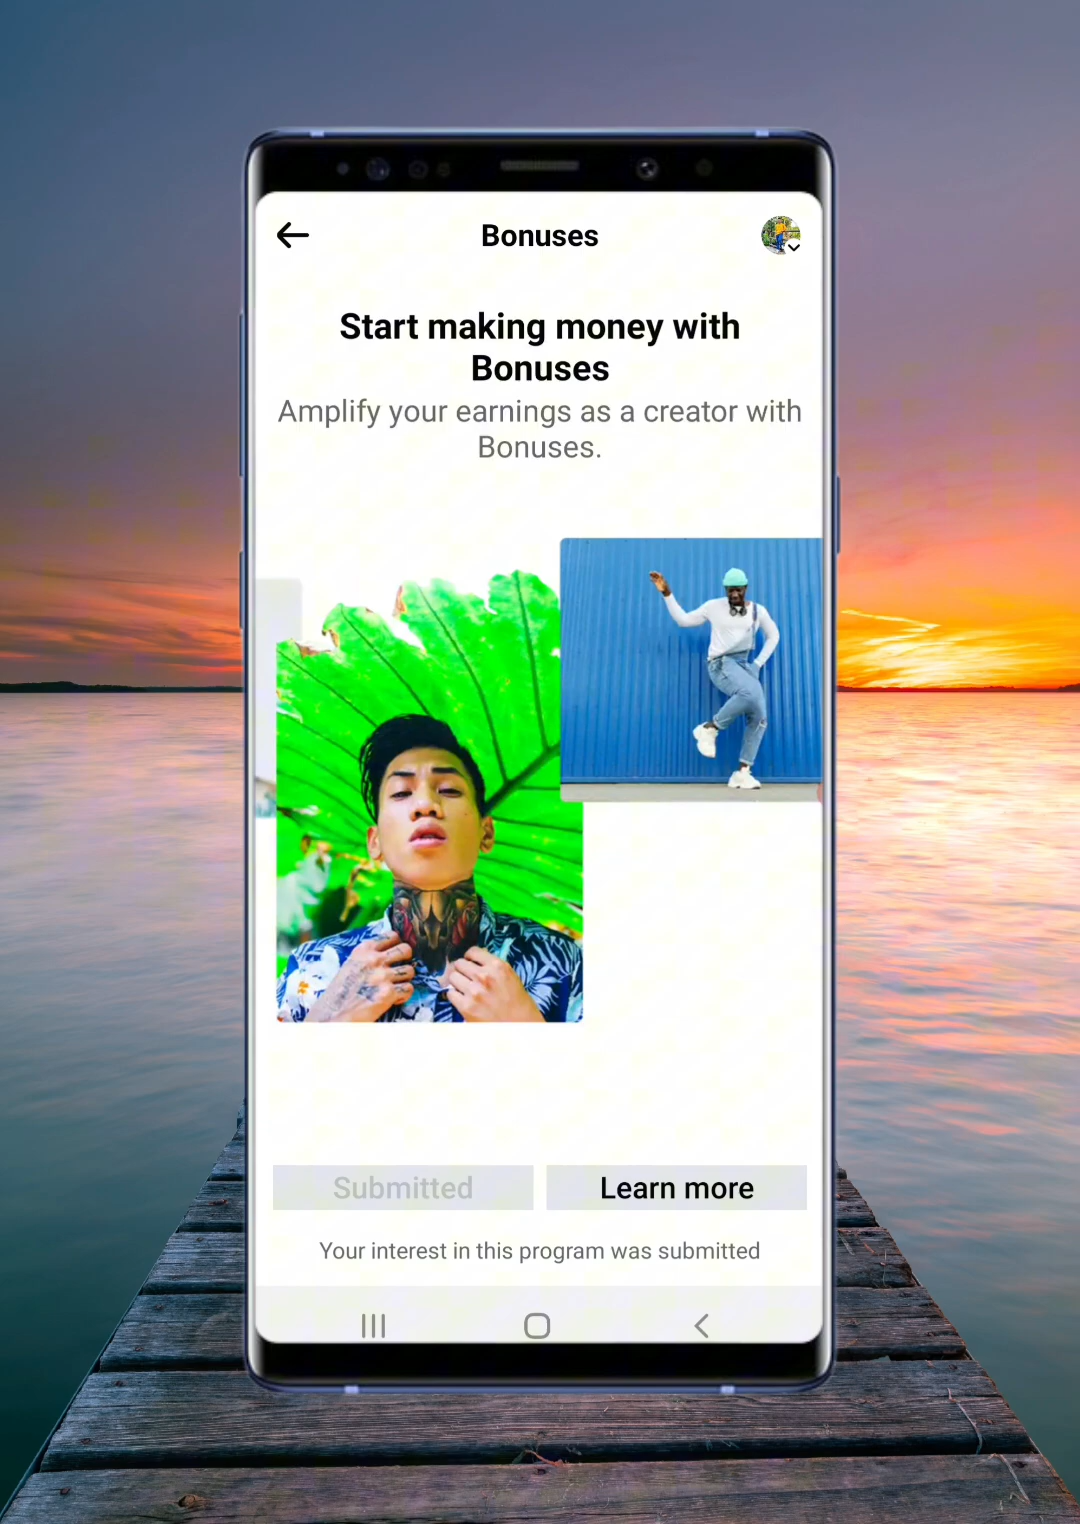 Bonuses
Start making money with
Bonuses
Amplify your earnings as a creator with
Bonuses.
Submitted
Learn more
Your interest in this program was submitted